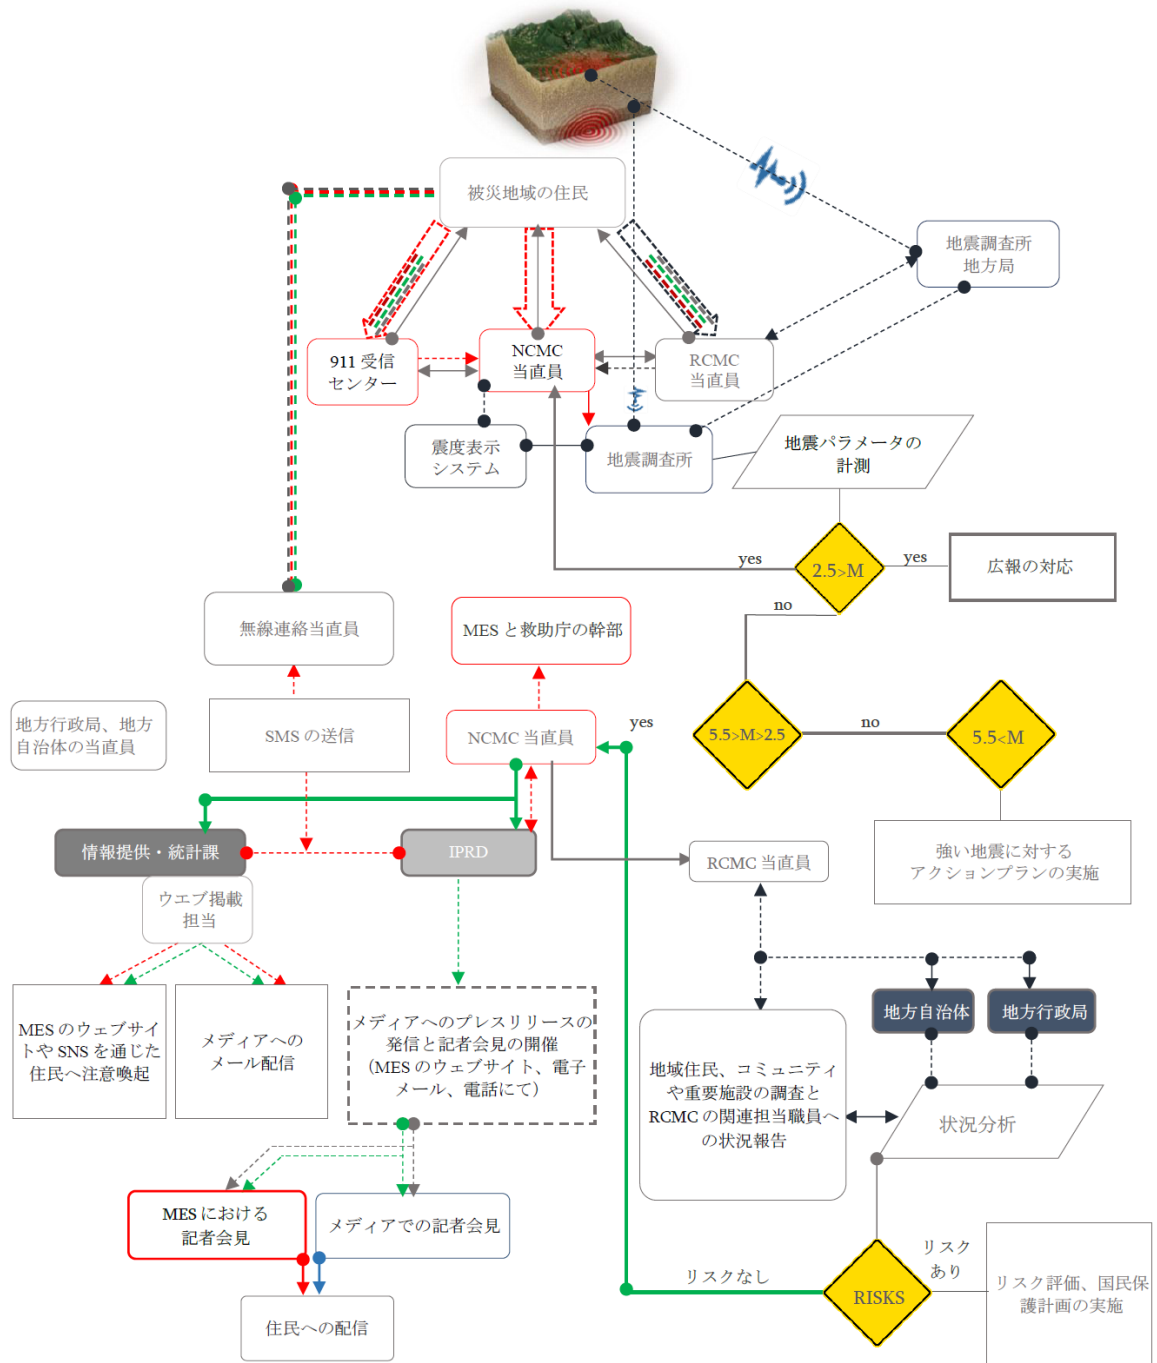 被災地域の住民
地震調査所
地方局
911 受信
センター
NCMC
当直員
RCMC
当直員
震度表示
システム
地震調査所
地震パラメータの
計測
yes
2.5>M
yes
広報の対応
no
無線連絡当直員
MES と救助庁の幹部
地方行政局、地方
自治体の当直員
SMS の送信
NCMC 当直員
yes
5.5>M>2.5
no
5.5<M
情報提供・統計課
IPRD
ウエブ掲載
担当
RCMC 当直員
強い地震に対する
アクションプランの実施
MES のウェブサイ
トや SNS を通じた
住民へ注意喚起
メディアへの
メール配信
メディアへのプレスリリースの
発信と記者会見の開催
（MES のウェブサイト、電子
メール、電話にて）
地方自治体
地方行政局
地域住民、コミュニティ
や重要施設の調査と
RCMC の関連担当職員へ
の状況報告
状況分析
MES における
記者会見
メディアでの記者会見
住民への配信
リスクなし
RISKS
リスク
あり
リスク評価、国民保
護計画の実施